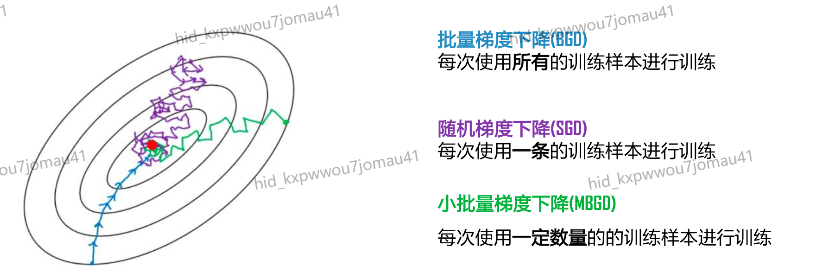 批量梯度下降(BGD)
每次使用所有的训练样本进行训练
随机梯度下降(SGD)
每次使用一条的训练样本进行训练
小批量梯度下降(MBGD)
每次使用一定数量的的训练样本进行训练
hid_kxpwwou7jomau41
hid_kxpwwou7jomau41
hid_kxpwwou7jomau41
wou7jomau41
hid_kxpwwou7jomau41
hid_kxpwwou7jomau41